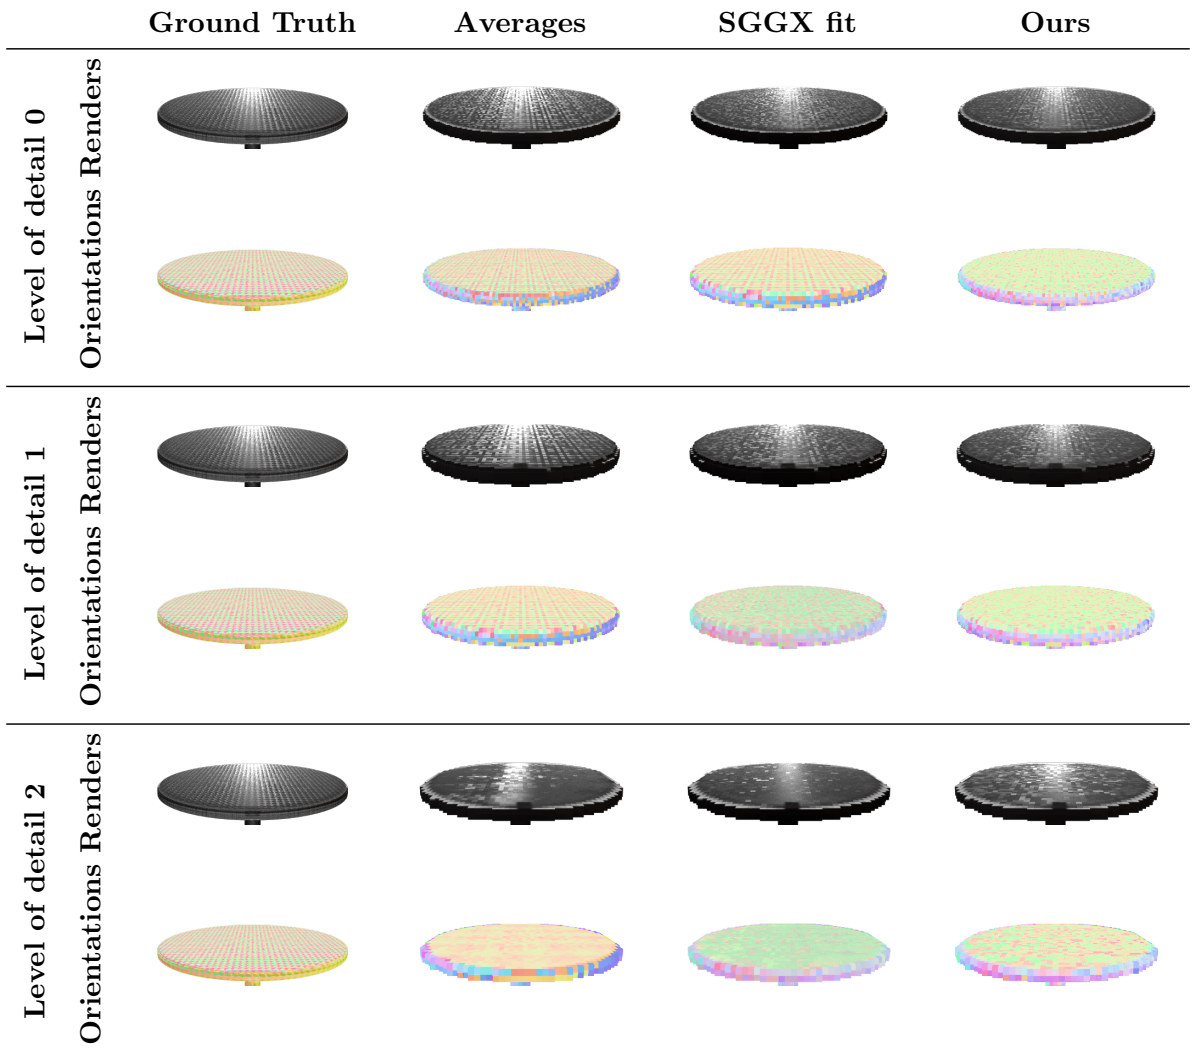 Ground Truth Averages SGGX fit Ours
Level of detail 0
Renders
Orientations
Level of detail 1
Renders
Orientations
Level of detail 2
Renders
Orientations